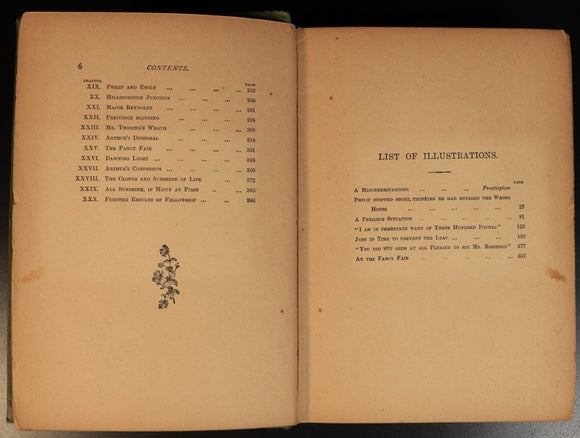 6 CONTENTS.
CHAPTER PAGE
XIX. Philip and Emily ... ... ... 252
XX. Hillsborough Junction ... ... ... 266
XXI. Major Reynolds ... ... ... 281
XXII. Prejudice Blinding ... ... ... 294
XXIII. Mr. Twining's Wrath ... ... ... 308
XXIV. Arthur's Dismissal ... ... ... 318
XXV. The Fancy Fair ... ... ... 331
XXVI. Dawning Light ... ... ... ... 348
XXVII. Arthur's Confession ... ... ... 359
XXVIII. The Clouds and Sunshine of Life ... 372
XXIX. All Sunshine, if Misty at First .. ... 383
XXX. Further Results of Fellowship ... ... 396
LIST OF ILLUSTRATIONS.
PAGE
A Misunderstanding ... ... ... Frontispiece
Philip stopped short, thinking he had entered the Wrong
House ... ... ... ... ... ... 27
A Perilous Situation ... ... ... ... 81
"I am in immediate want of Three Hundred Pounds" 125
Just in Time to prevent the Leap ... ... ... 195
"You did not seem at all Pleased to see Mr. Robinson" 277
At the Fancy Fair ... ... ... ... ... 337